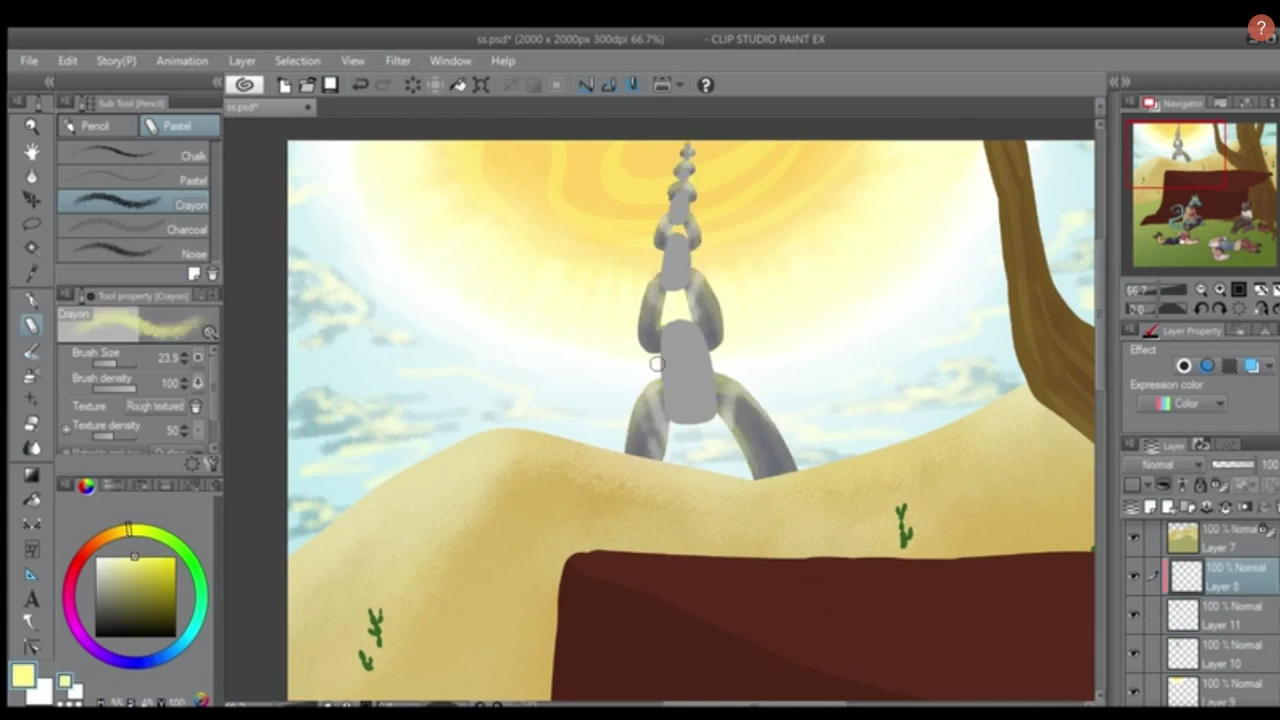 ?
ss.psd* (2000 x 2000px 300dpi 66.7%) - CLIP STUDIO PAINT EX
File Edit Story(P) Animation Layer Selection View Filter Window Help
ss.psd*
Sub Tool [Pencil]
Pencil Pastel
Chalk
Pastel
Crayon
Charcoal
Noise
Tool property [Crayon]
Crayon
Brush Size 23.9
Brush density 100
Texture Rough textured
Texture density 50
Navigator
66.7
0.0
Layer Property
Effect
Expression color
Color
Layer
Normal 100
100 % Normal
Layer 7
100 % Normal
Layer 8
100 % Normal
Layer 11
100 % Normal
Layer 10
100 % Normal
Layer 9